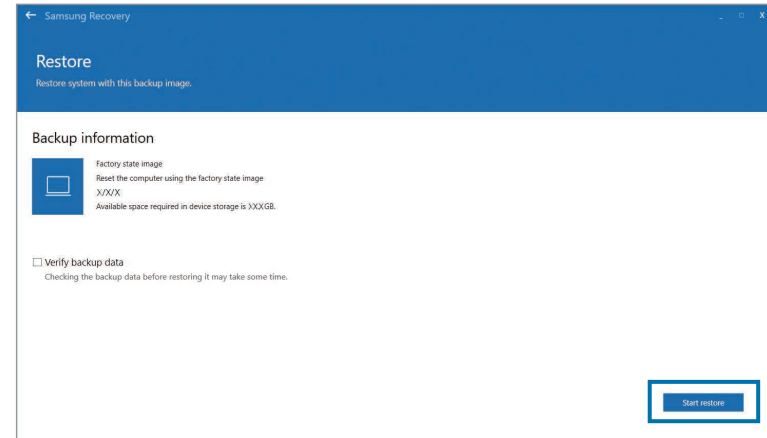 Samsung Recovery
Restore
Restore system with this backup image.
Backup information
Factory state image
Reset the computer using the factory state image
X/X/X
Available space required in device storage is XXXGB.
Verify backup data
Checking the backup data before restoring it may take some time.
Start restore